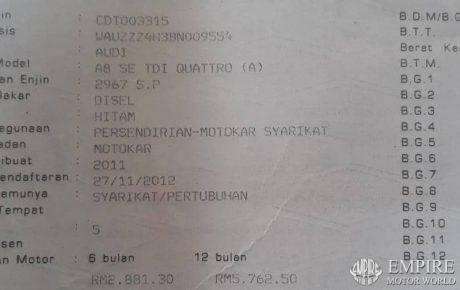 in CDT003315 B.D.M/B.G
sis WAUZZZ4H3BN009554 B.T.T.
AUDI Berat Ke
Model A8 SE TDI QUATTRO (A) B.T.M.
an Enjin 2967 S.P B.G.1
akar DISEL B.G.2
HITAM B.G.3
egunaan PERSENDIRIAN-MOTOKAR SYARIKAT B.G.4
adan MOTOKAR B.G.5
ibuat 2011 B.G.6
endaftaran 27/11/2012 B.G.7
emunya SYARIKAT/PERTUBUHAN B.G.8
Tempat B.G.9
5 B.G.10
sen B.G.11
an Motor 6 bulan 12 bulan B.G.12
RM2.881.30 RM5.762.50
EMPIRE
MOTOR WORLD